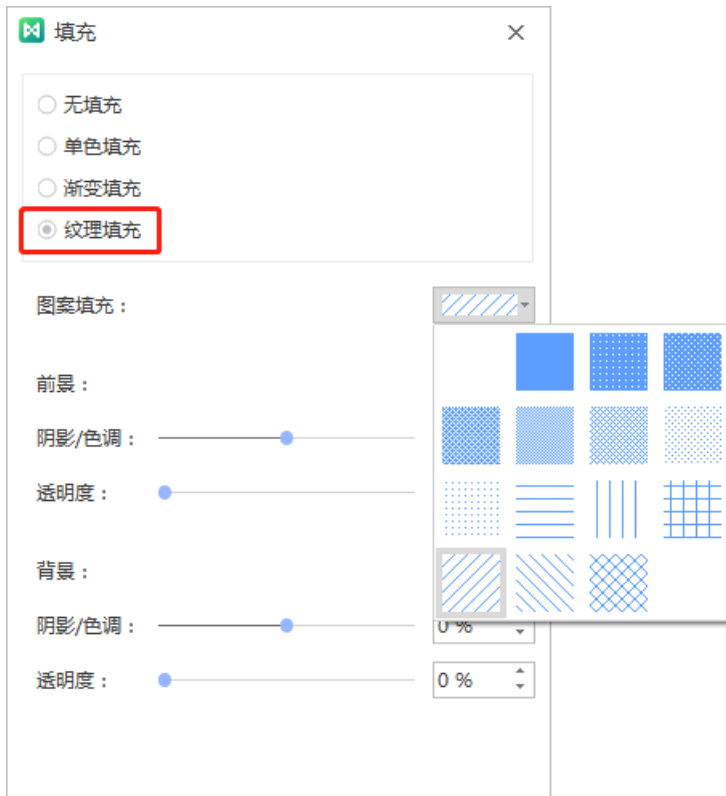 填充
无填充
单色填充
渐变填充
纹理填充
图案填充：
前景：
阴影/色调：
透明度：
背景：
阴影/色调： 0 %
透明度： 0 %